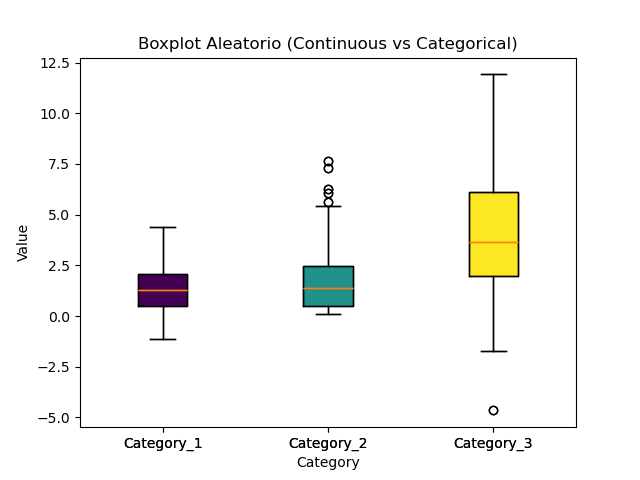 Boxplot Aleatorio (Continuous vs Categorical)
12.5
10.0
7.5
5.0
2.5
0.0
−2.5
−5.0
Value
Category_1 Category_2 Category_3
Category